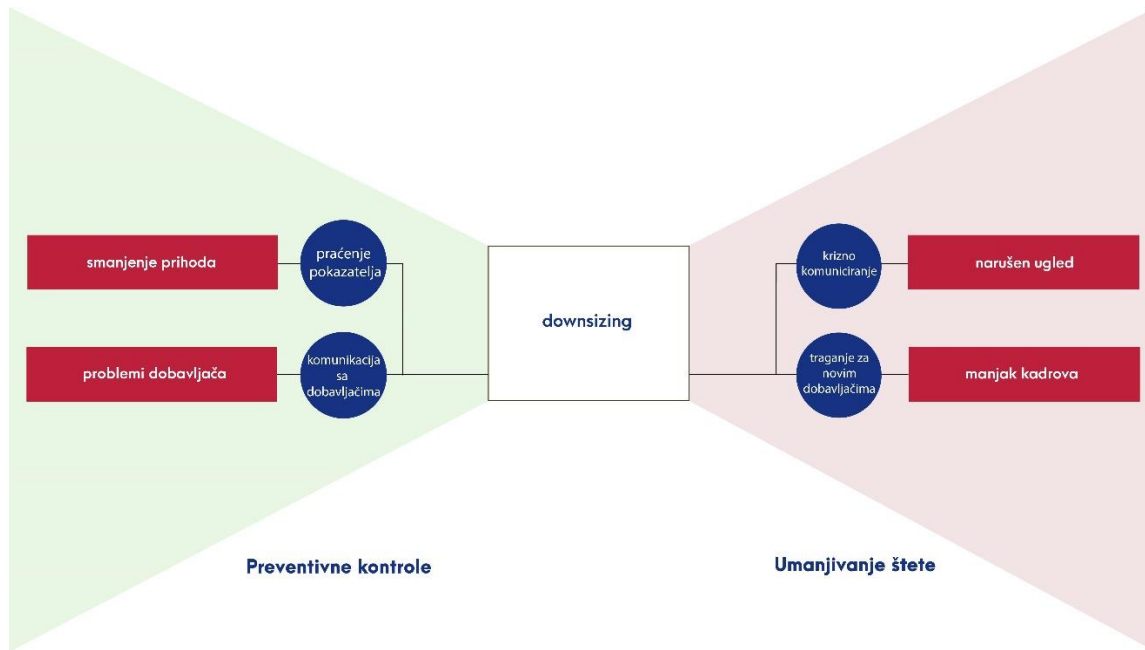 smanjenje prihoda
praćenje
pokazatelja
problemi dobavljača
komunikacija
sa
dobavljačima
downsizing
krizno
komuniciranje
narušen ugled
traganje za
novim
dobavljačima
manjak kadrova
Preventivne kontrole
Umanjivanje štete